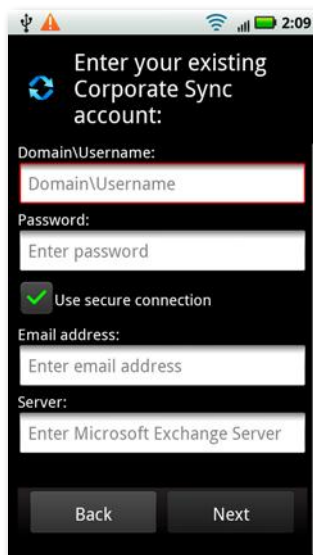 2:09
Enter your existing
Corporate Sync
account:
Domain\Username:
Domain\Username
Password:
Enter password
Use secure connection
Email address:
Enter email address
Server:
Enter Microsoft Exchange Server
Back Next